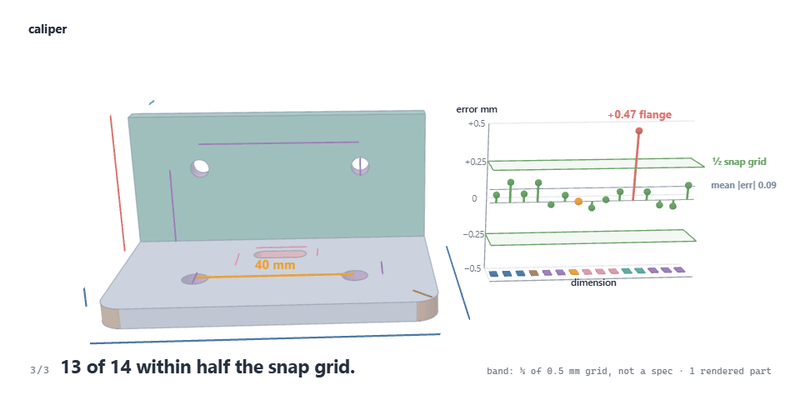 caliper
error mm
+0.47 flange
+0.5
+0.25
½ snap grid
mean |err| 0.09
0
−0.25
−0.5
dimension
40 mm
3/3 13 of 14 within half the snap grid.
band: ½ of 0.5 mm grid, not a spec · 1 rendered part